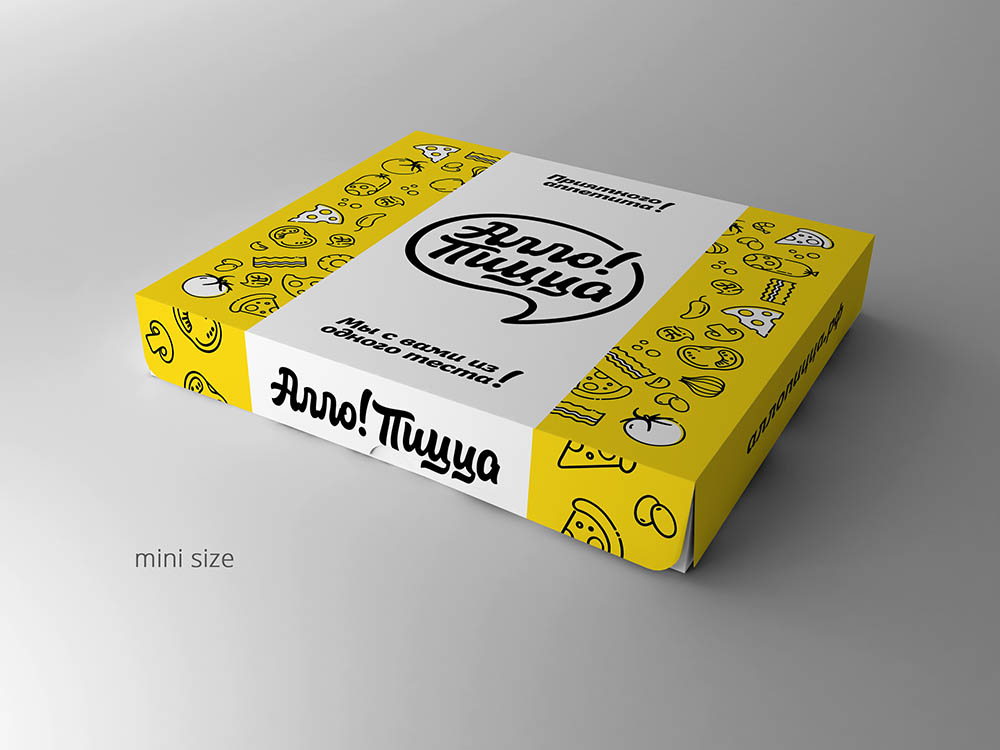 Приятного
аппетита!
Алло!
Пицца
Мы с вами из
одного теста!
Алло! Пицца
аллопицца.рф
mini size